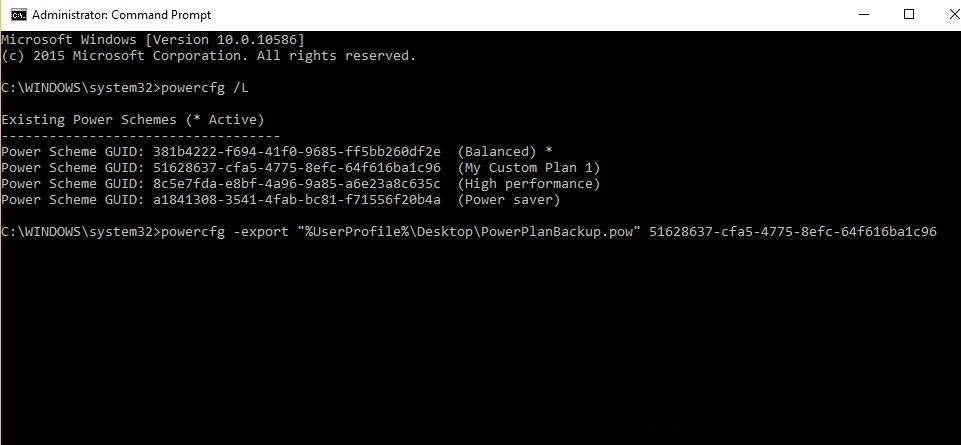 Administrator: Command Prompt
Microsoft Windows [Version 10.0.10586]
(c) 2015 Microsoft Corporation. All rights reserved.
C:\WINDOWS\system32>powercfg /L
Existing Power Schemes (* Active)
-----------------------------------
Power Scheme GUID: 381b4222-f694-41f0-9685-ff5bb260df2e  (Balanced) *
Power Scheme GUID: 51628637-cfa5-4775-8efc-64f616ba1c96  (My Custom Plan 1)
Power Scheme GUID: 8c5e7fda-e8bf-4a96-9a85-a6e23a8c635c  (High performance)
Power Scheme GUID: a1841308-3541-4fab-bc81-f71556f20b4a  (Power saver)
C:\WINDOWS\system32>powercfg -export "%UserProfile%\Desktop\PowerPlanBackup.pow" 51628637-cfa5-4775-8efc-64f616ba1c96